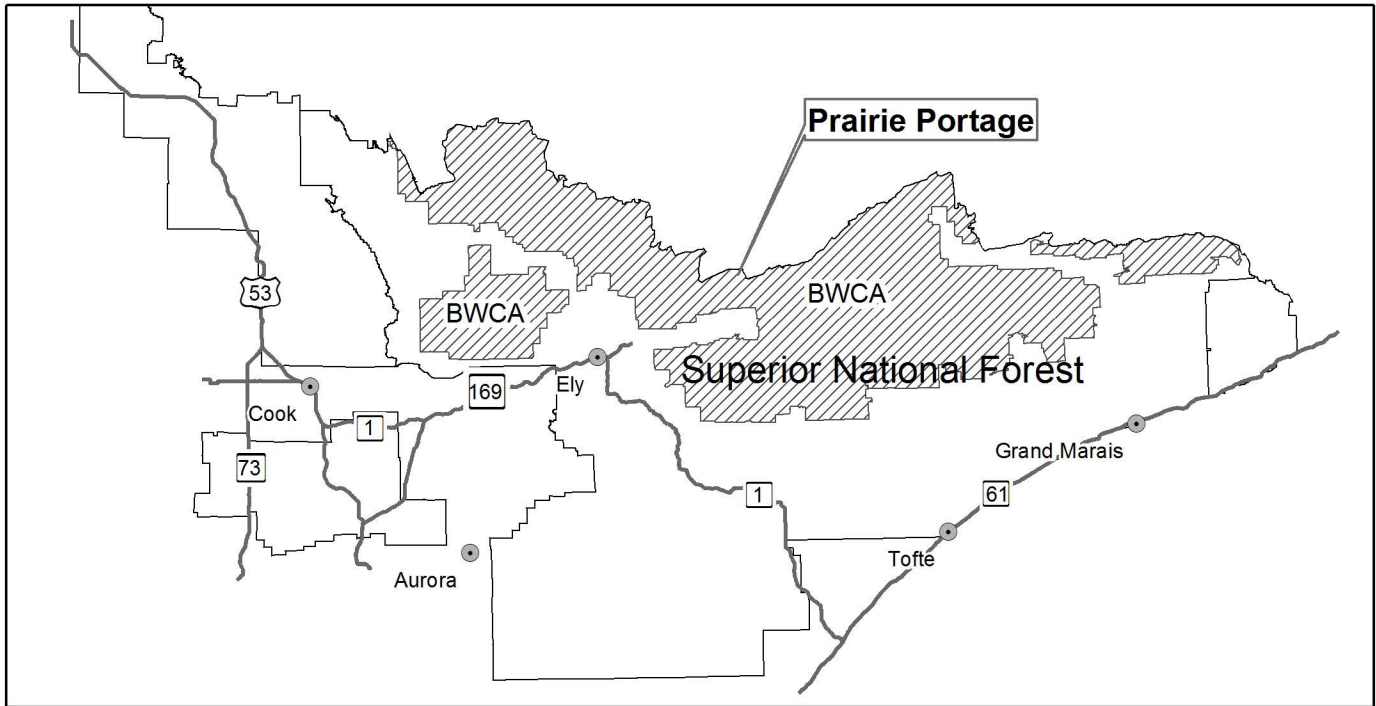 Prairie Portage
53
BWCA
BWCA
Superior National Forest
169
Ely
Cook
1
73
Grand Marais
1
61
Tofte
Aurora